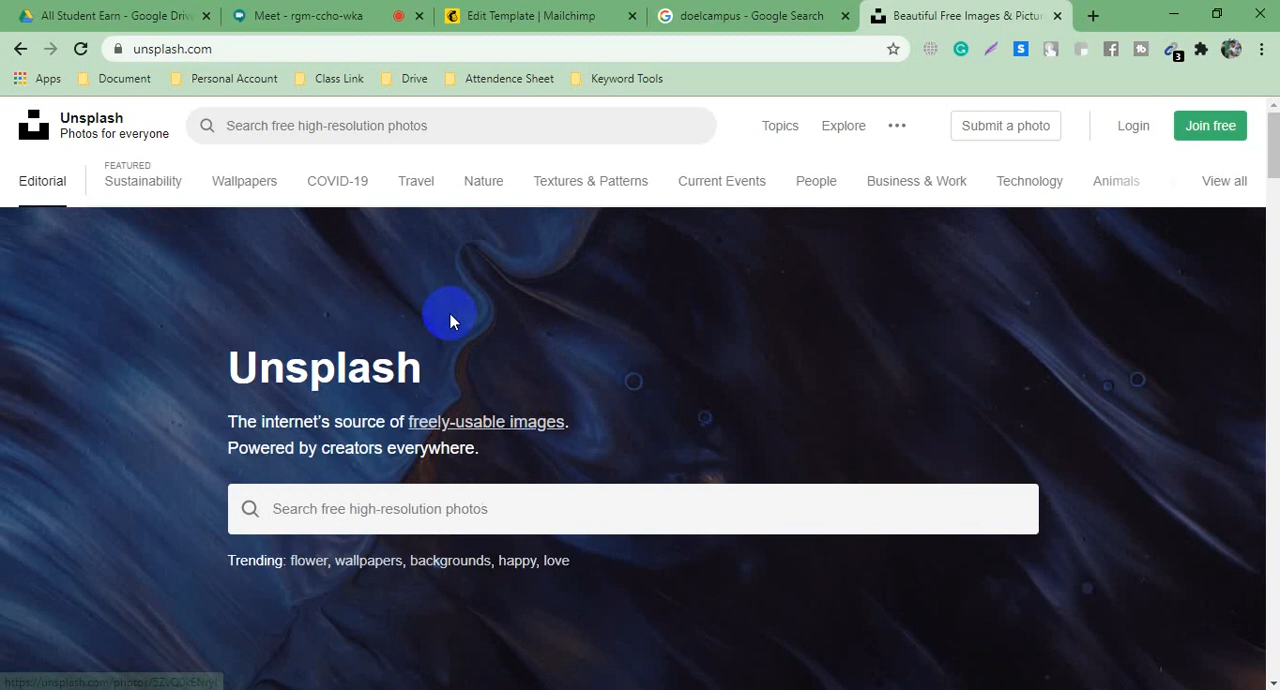 All Student Earn - Google Driv
Meet - rgm-ccho-wka
Edit Template | Mailchimp
doelcampus - Google Search
Beautiful Free Images & Pictur
unsplash.com
3
Apps
Document
Personal Account
Class Link
Drive
Attendence Sheet
Keyword Tools
Unsplash
Photos for everyone
Search free high-resolution photos
Topics
Explore
Submit a photo
Login
Join free
Editorial
FEATURED
Sustainability
Wallpapers
COVID-19
Travel
Nature
Textures & Patterns
Current Events
People
Business & Work
Technology
Animals
View all
Unsplash
The internet's source of freely-usable images.
Powered by creators everywhere.
Search free high-resolution photos
Trending: flower, wallpapers, backgrounds, happy, love